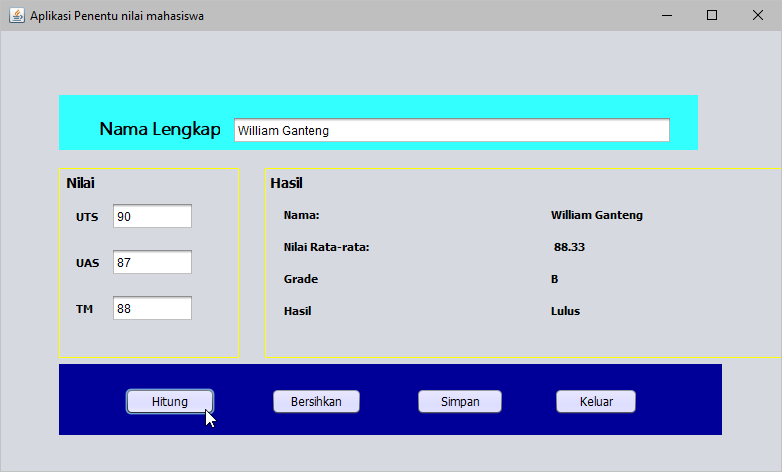 Aplikasi Penentu nilai mahasiswa
Nama Lengkap William Ganteng
Nilai
UTS 90
UAS 87
TM 88
Hasil
Nama: William Ganteng
Nilai Rata-rata: 88.33
Grade B
Hasil Lulus
Hitung Bersihkan Simpan Keluar